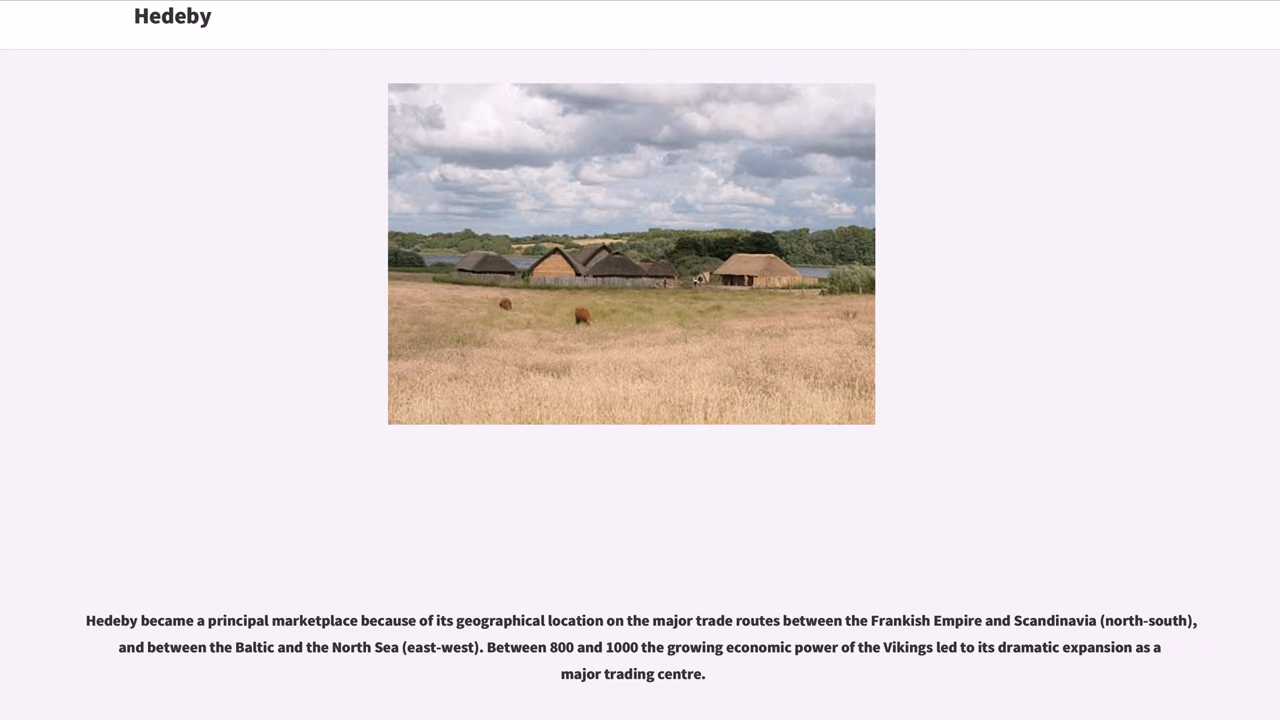 Hedeby
Hedeby became a principal marketplace because of its geographical location on the major trade routes between the Frankish Empire and Scandinavia (north-south),
and between the Baltic and the North Sea (east-west). Between 800 and 1000 the growing economic power of the Vikings led to its dramatic expansion as a
major trading centre.